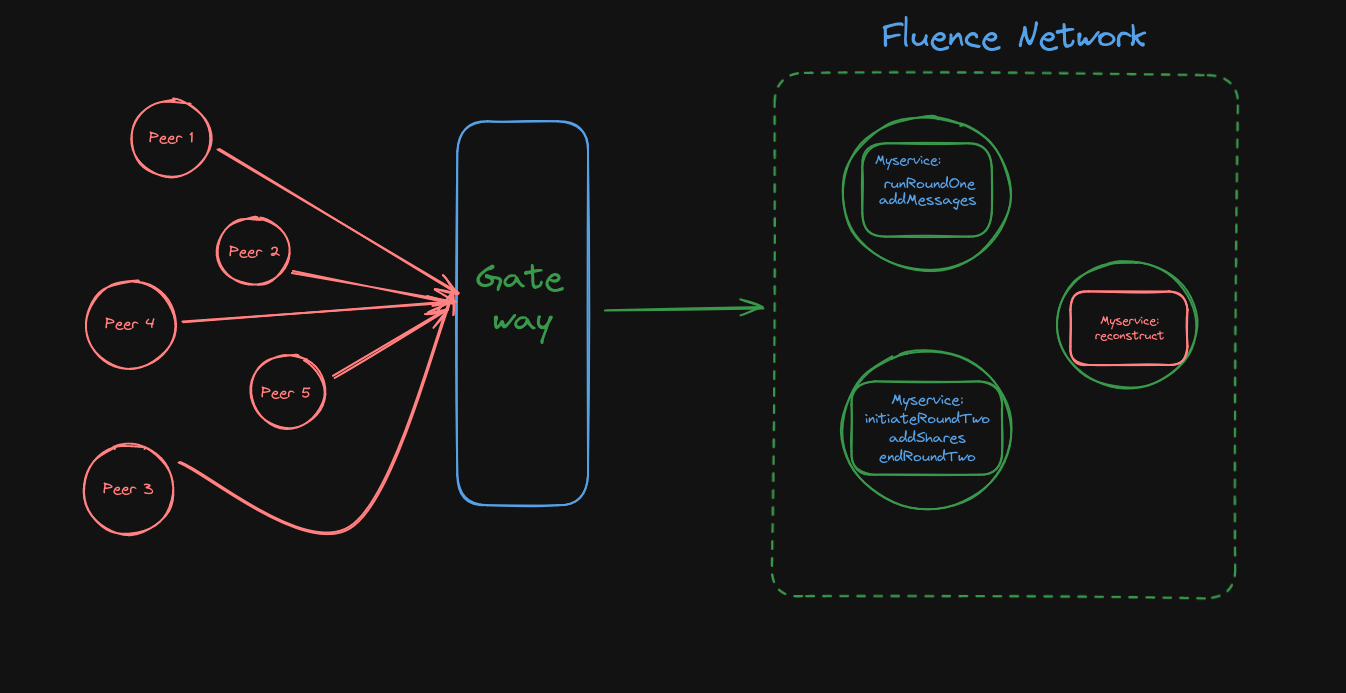 Fluence Network
Peer 1
Peer 2
Peer 4
Peer 5
Peer 3
Gate
way
Myservice:
runRoundOne
addMessages
Myservice:
reconstruct
Myservice:
initiateRoundTwo
addShares
endRoundTwo